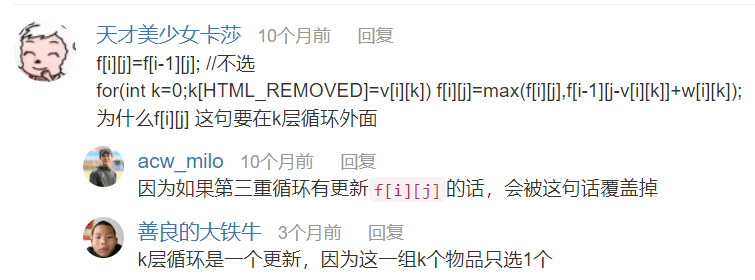 天才美少女卡莎 10个月前 回复
f[i][j]=f[i-1][j]; //不选
for(int k=0;k[HTML_REMOVED]=v[i][k]) f[i][j]=max(f[i][j],f[i-1][j-v[i][k]]+w[i][k]);
为什么f[i][j] 这句要在k层循环外面
acw_milo 10个月前 回复
因为如果第三重循环有更新 f[i][j] 的话，会被这句话覆盖掉
善良的大铁牛 3个月前 回复
k层循环是一个更新，因为这一组k个物品只选1个